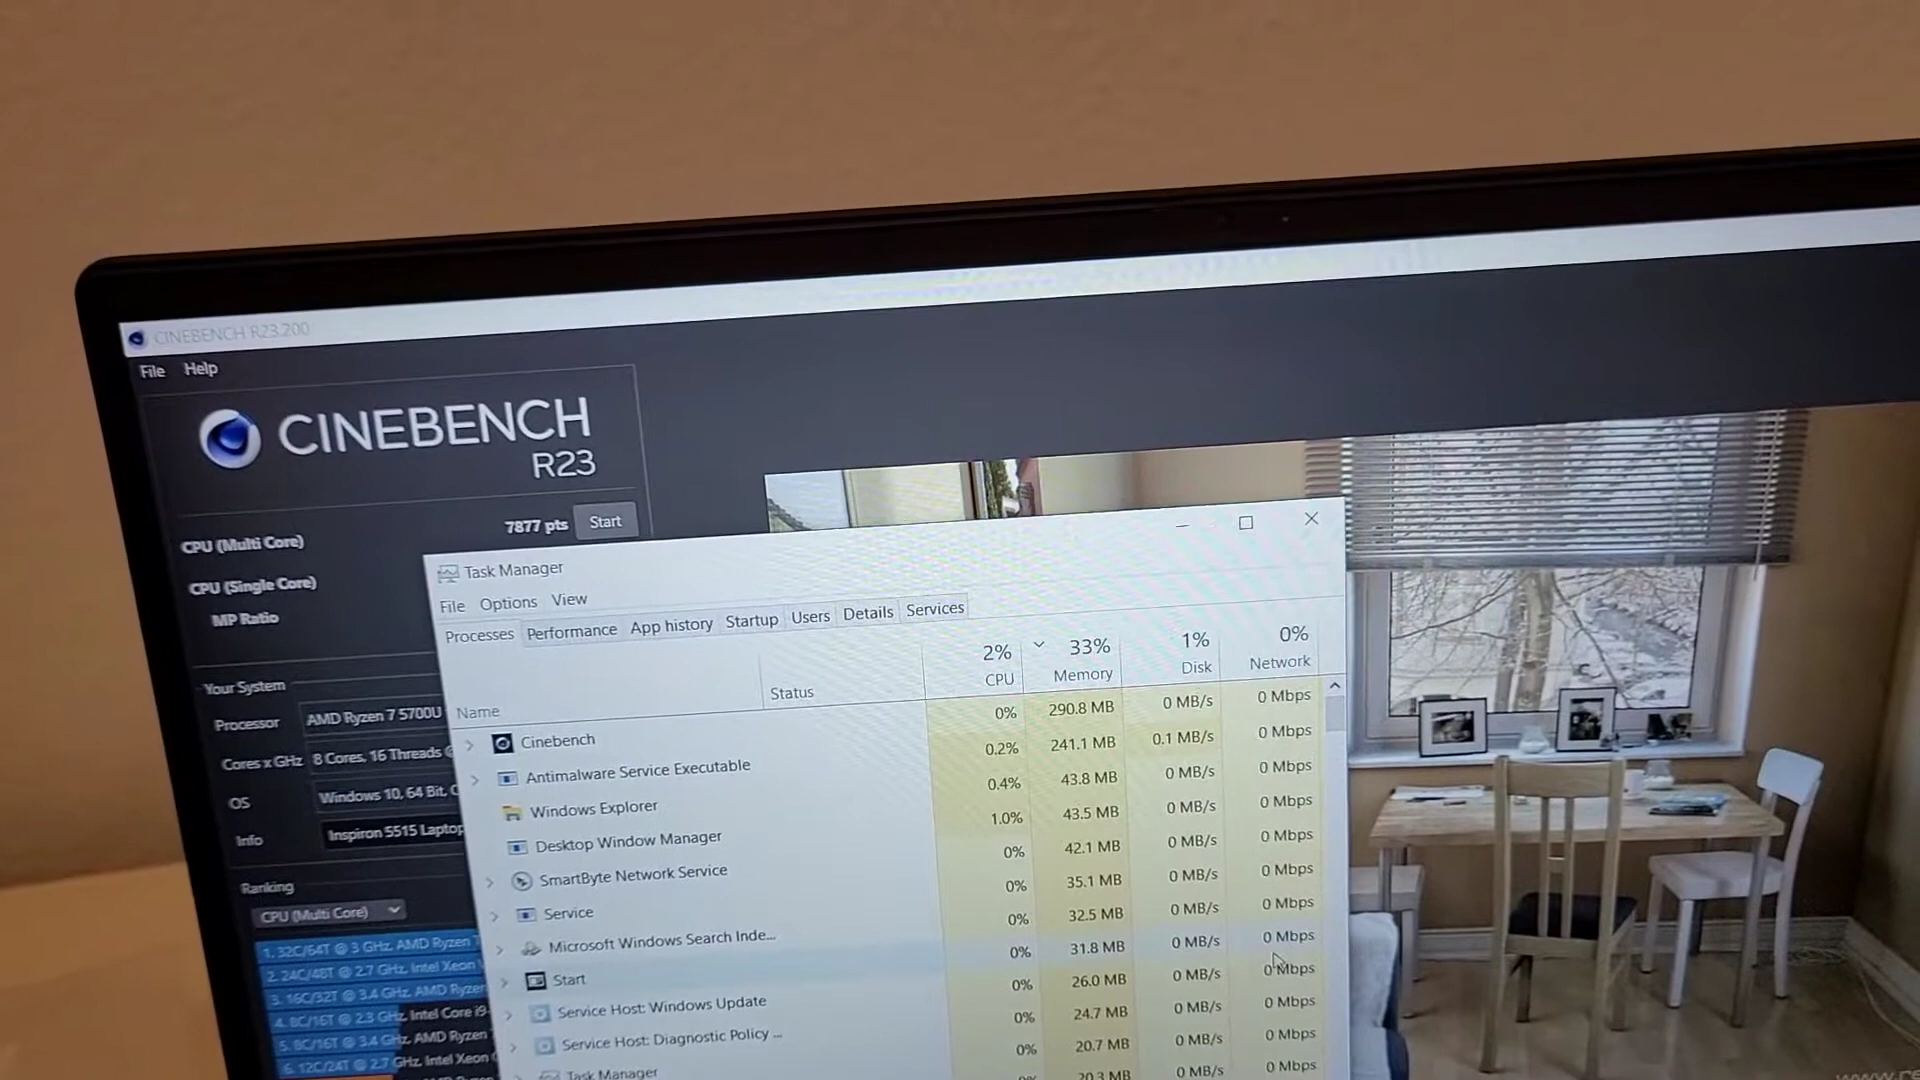 CINEBENCH R23.200
File Help
CINEBENCH
R23
7877 pts Start
CPU (Multi Core)
CPU (Single Core)
MP Ratio
Your System
Processor AMD Ryzen 7 5700U
Cores x GHz 8 Cores, 16 Threads
OS Windows 10, 64 Bit,
Info Inspiron 5515 Laptop
Ranking
CPU (Multi Core)
1. 32C/64T @ 3 GHz, AMD Ryzen
2. 24C/48T @ 2.7 GHz, Intel Xeon
3. 16C/32T @ 3.4 GHz, AMD Ryzen
4. 8C/16T @ 2.3 GHz, Intel Core i9-
5. 8C/16T @ 3.4 GHz, AMD Ryzen
6. 12C/24T @ 2.7 GHz, Intel Xeon
Task Manager
File Options View
Processes Performance App history Startup Users Details Services
2% 33% 1% 0%
Name Status CPU Memory Disk Network
Cinebench 0% 290.8 MB 0 MB/s 0 Mbps
Antimalware Service Executable 0.2% 241.1 MB 0.1 MB/s 0 Mbps
Windows Explorer 0.4% 43.8 MB 0 MB/s 0 Mbps
Desktop Window Manager 1.0% 43.5 MB 0 MB/s 0 Mbps
SmartByte Network Service 0% 42.1 MB 0 MB/s 0 Mbps
Service 0% 35.1 MB 0 MB/s 0 Mbps
Microsoft Windows Search Inde... 0% 32.5 MB 0 MB/s 0 Mbps
Start 0% 31.8 MB 0 MB/s 0 Mbps
Service Host: Windows Update 0% 26.0 MB 0 MB/s 0 Mbps
Service Host: Diagnostic Policy ... 0% 24.7 MB 0 MB/s 0 Mbps
Task Manager 0% 20.7 MB 0 MB/s 0 Mbps
0% 20.3 MB 0 MB/s 0 Mbps